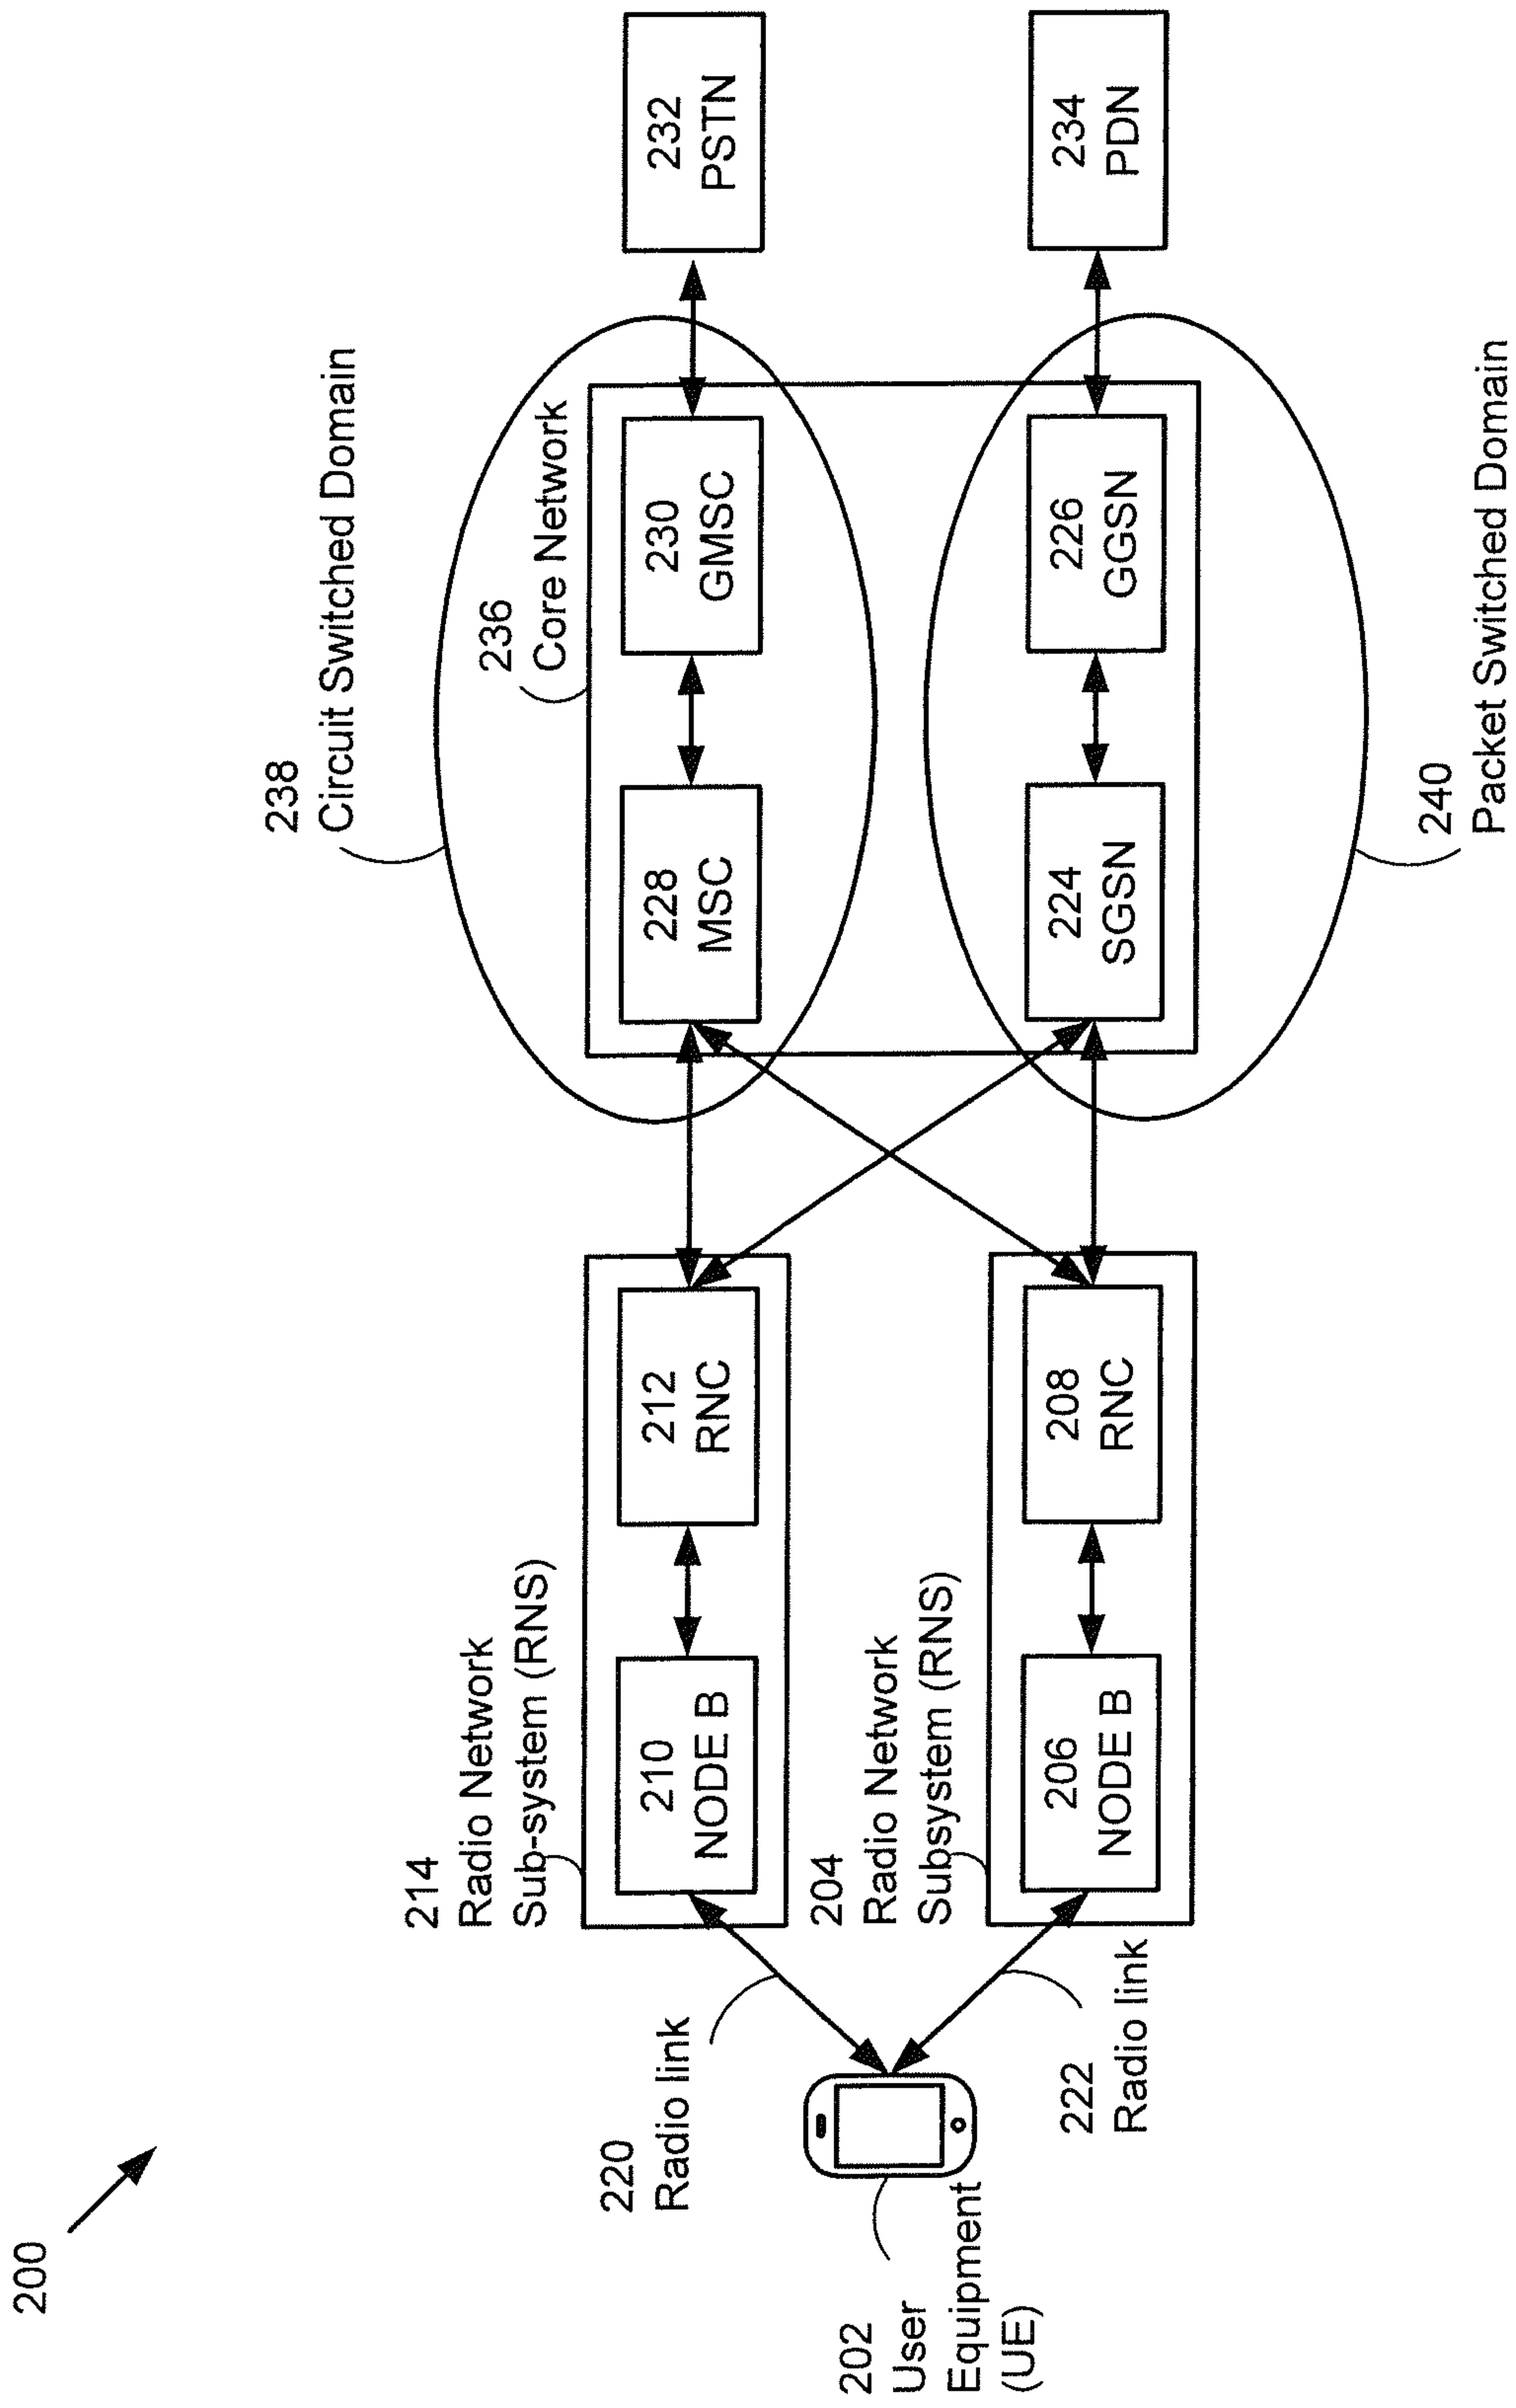 200
238
Circuit Switched Domain
236
Core Network
214
Radio Network
Sub-system (RNS)
220
Radio link
210
NODE B
212
RNC
228
MSC
230
GMSC
232
PSTN
202
User
Equipment
(UE)
204
Radio Network
Subsystem (RNS)
222
Radio link
206
NODE B
208
RNC
224
SGSN
226
GGSN
234
PDN
240
Packet Switched Domain